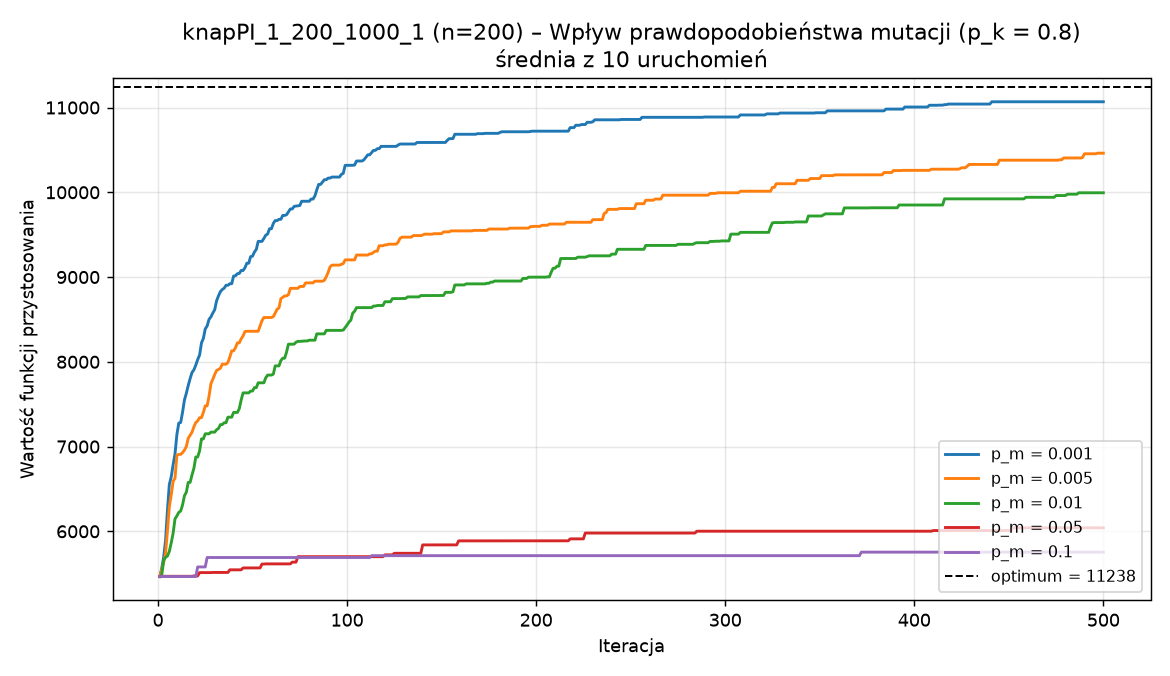 knapPI_1_200_1000_1 (n=200) – Wpływ prawdopodobieństwa mutacji (p_k = 0.8)
średnia z 10 uruchomień
Wartość funkcji przystosowania
11000
10000
9000
8000
7000
6000
p_m = 0.001
p_m = 0.005
p_m = 0.01
p_m = 0.05
p_m = 0.1
optimum = 11238
0
100
200
300
400
500
Iteracja